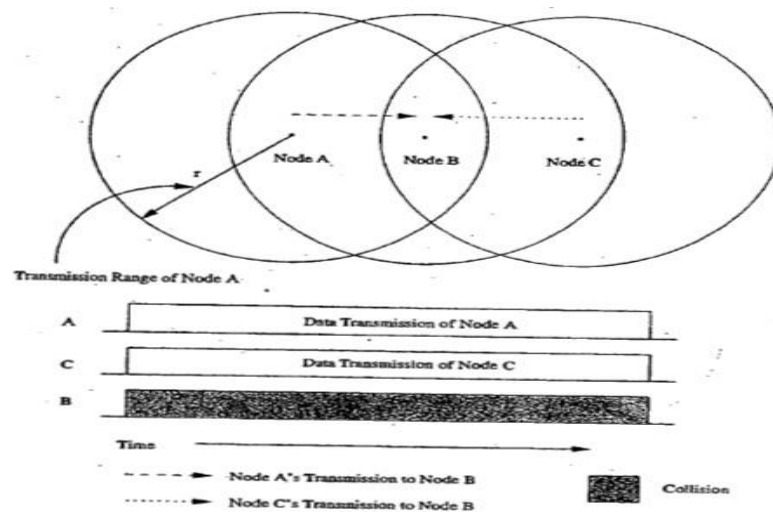 Node A
Node B
Node C
r
Transmission Range of Node A
A
Data Transmission of Node A
C
Data Transmission of Node C
B
Time
Node A's Transmission to Node B
Node C's Transmission to Node B
Collision